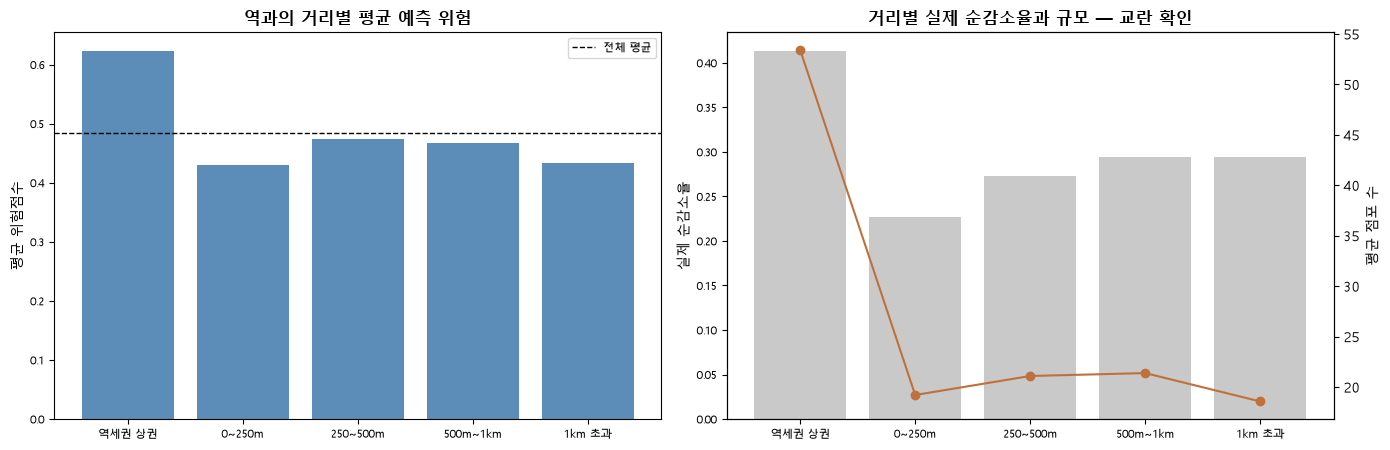 역과의 거리별 평균 예측 위험
전체 평균
평균 위험점수
0.6
0.5
0.4
0.3
0.2
0.1
0.0
역세권 상권
0~250m
250~500m
500m~1km
1km 초과
거리별 실제 순감소율과 규모 — 교란 확인
실제 순감소율
0.40
0.35
0.30
0.25
0.20
0.15
0.10
0.05
0.00
역세권 상권
0~250m
250~500m
500m~1km
1km 초과
55
50
45
40
35
30
25
20
평균 점포 수